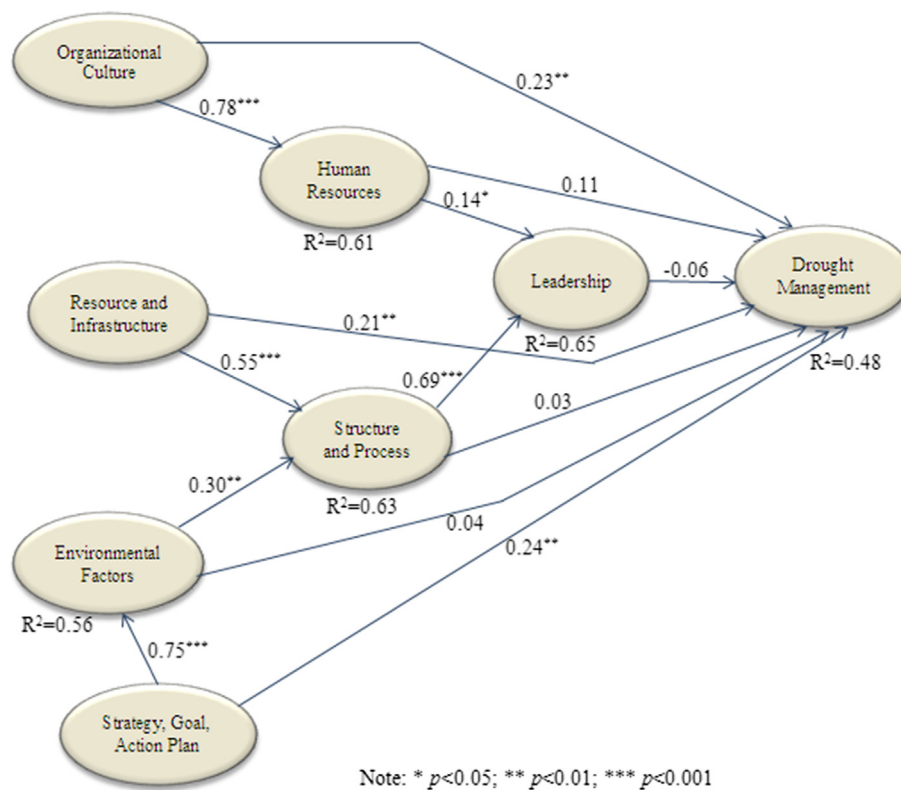 Organizational
Culture
0.23**
0.78***
Human
Resources
0.11
0.14*
R²=0.61
Leadership
-0.06
Drought
Management
Resource and
Infrastructure
0.21**
R²=0.65
R²=0.48
0.55***
0.69***
0.03
Structure
and Process
0.30**
R²=0.63
0.04
0.24**
Environmental
Factors
R²=0.56
0.75***
Strategy, Goal,
Action Plan
Note: * p<0.05; ** p<0.01; *** p<0.001